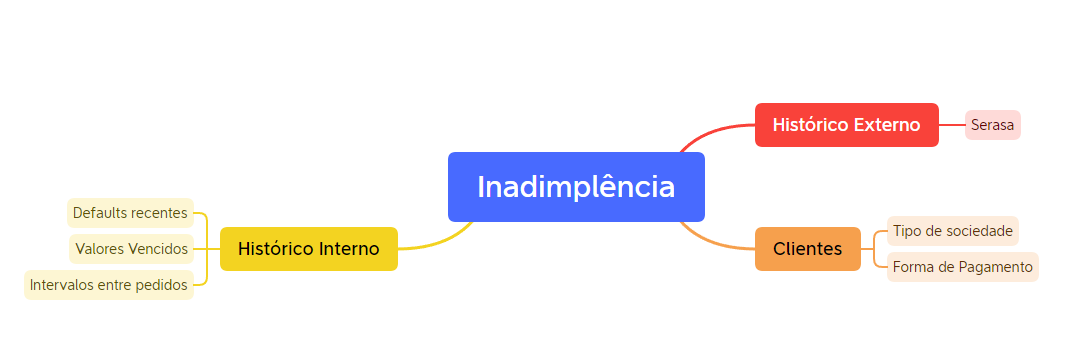 Inadimplência
Histórico Externo
Serasa
Clientes
Tipo de sociedade
Forma de Pagamento
Histórico Interno
Defaults recentes
Valores Vencidos
Intervalos entre pedidos